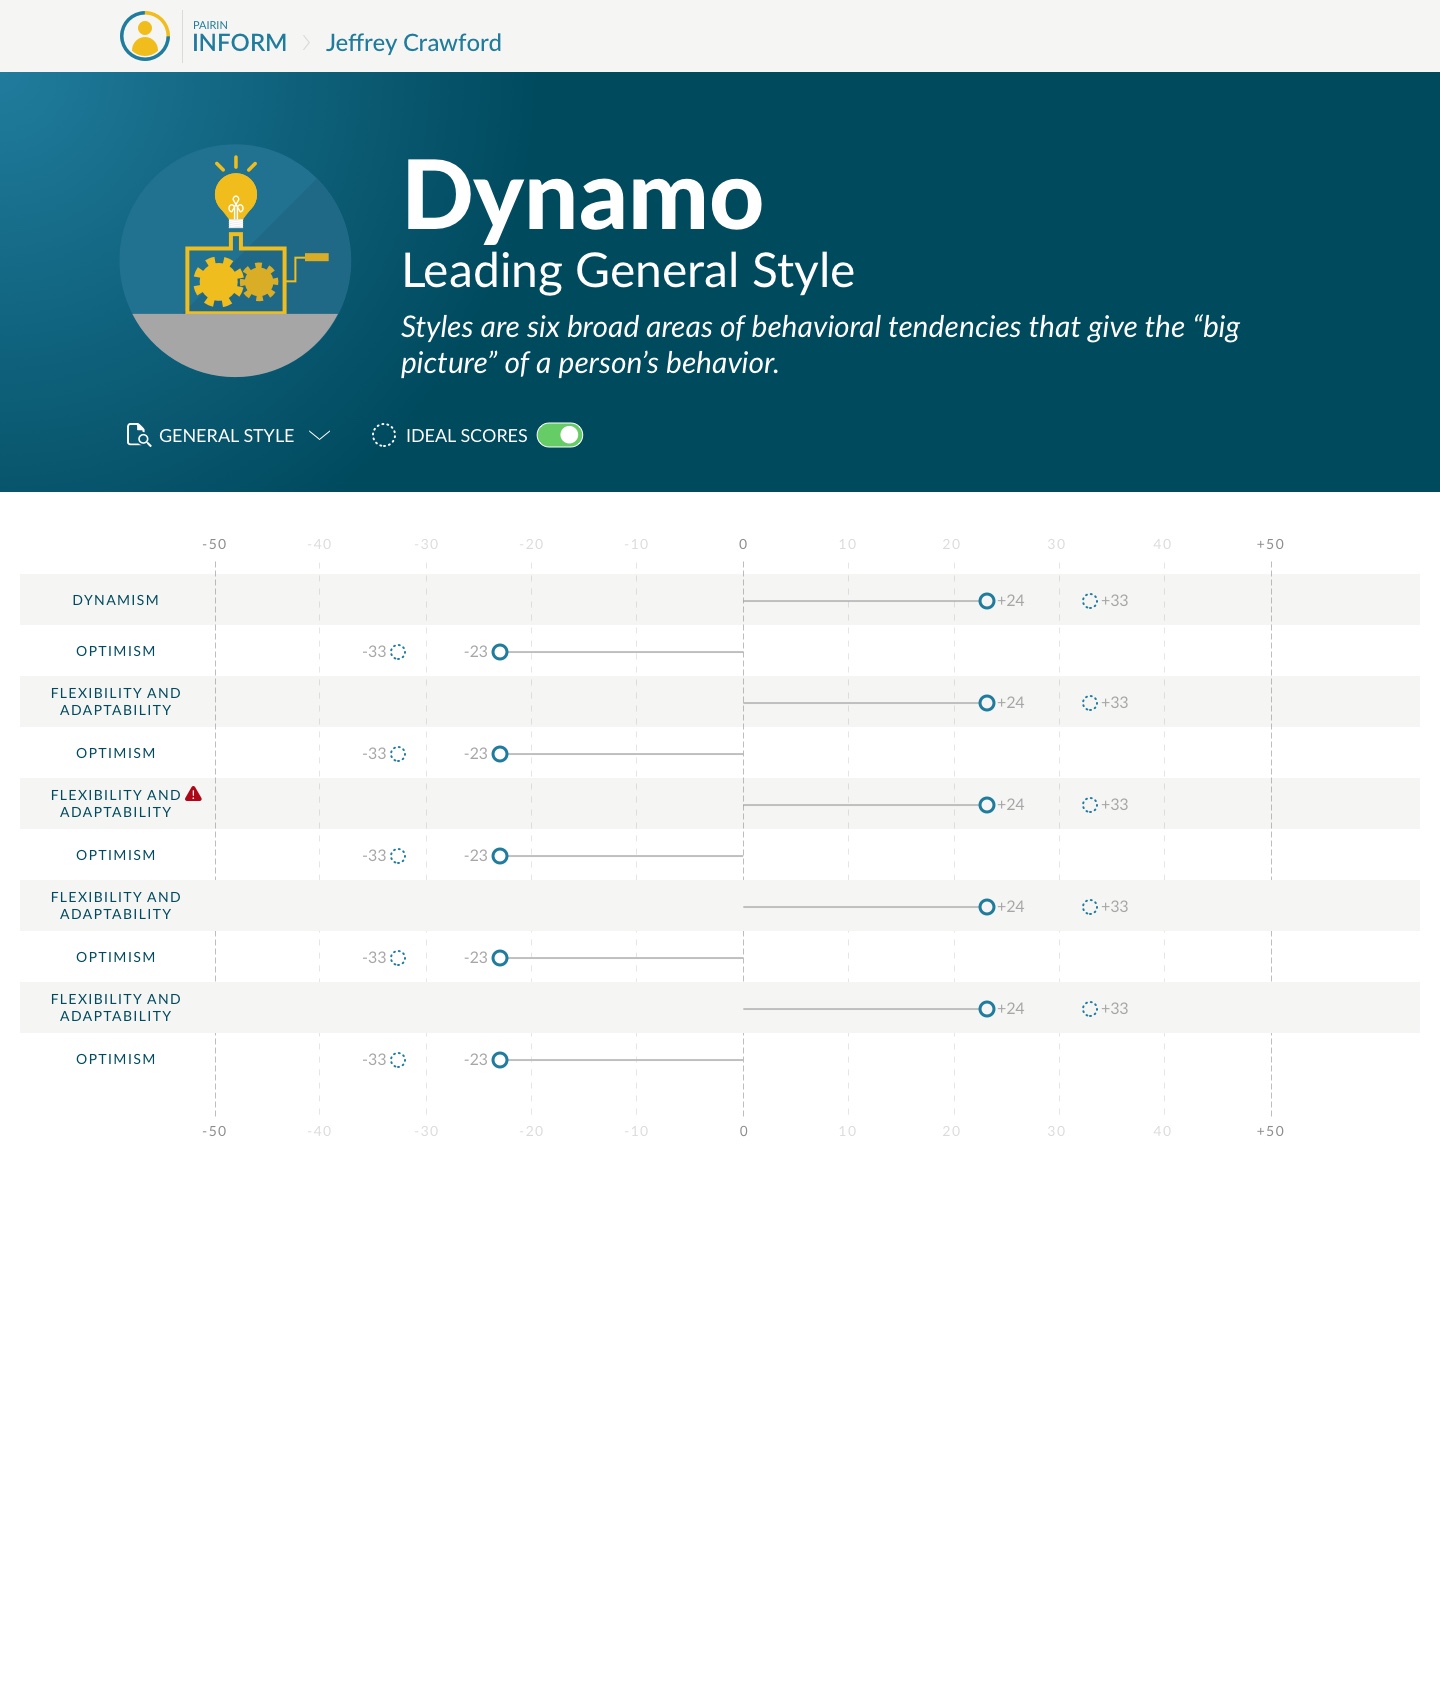 PAIRIN
INFORM
Jeffrey Crawford
Dynamo
Leading General Style
Styles are six broad areas of behavioral tendencies that give the “big
picture” of a person’s behavior.
GENERAL STYLE
IDEAL SCORES
-50 -40 -30 -20 -10 0 10 20 30 40 +50
DYNAMISM +24 +33
OPTIMISM -33 -23
FLEXIBILITY AND
ADAPTABILITY +24 +33
OPTIMISM -33 -23
FLEXIBILITY AND
ADAPTABILITY +24 +33
OPTIMISM -33 -23
FLEXIBILITY AND
ADAPTABILITY +24 +33
OPTIMISM -33 -23
FLEXIBILITY AND
ADAPTABILITY +24 +33
OPTIMISM -33 -23
-50 -40 -30 -20 -10 0 10 20 30 40 +50